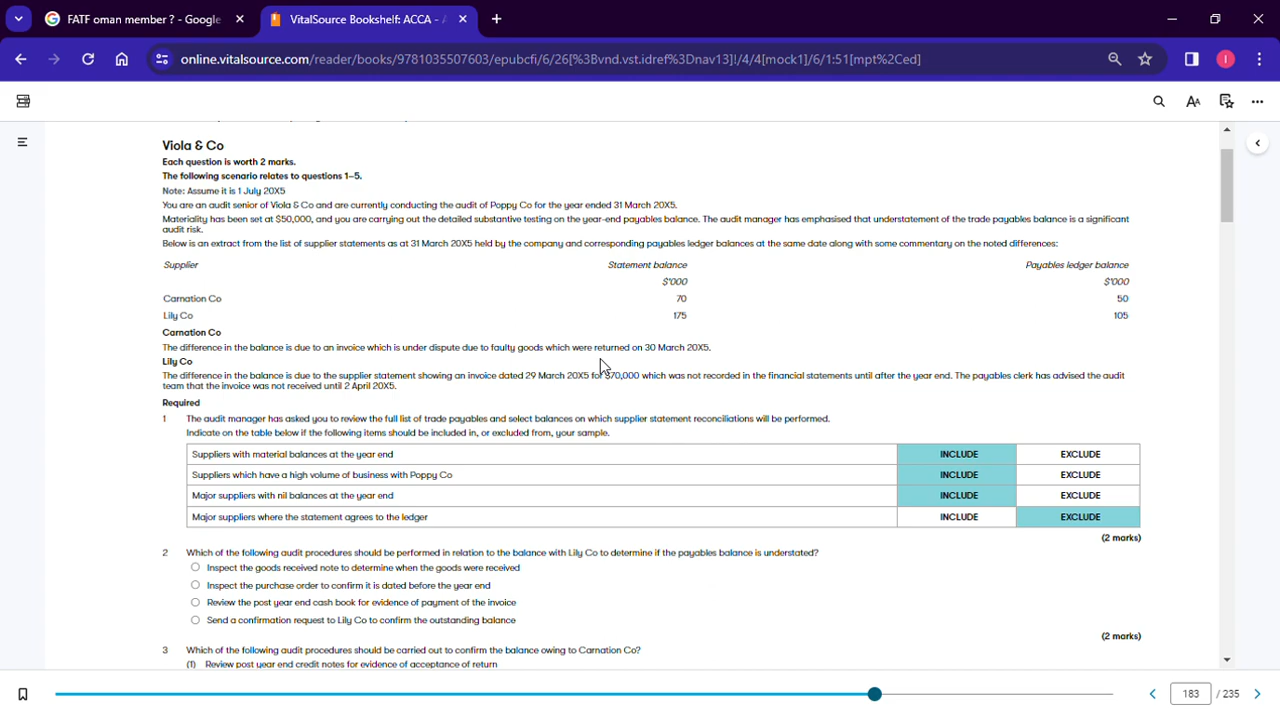 FATF oman member ? - Google
VitalSource Bookshelf: ACCA -
online.vitalsource.com/reader/books/9781035507603/epubcfi/6/26[%3Bvnd.vst.idref%3Dnav13]!/4/4[mock1]/6/1:51[mpt%2Ced]
I
AA
Viola & Co
Each question is worth 2 marks.
The following scenario relates to questions 1–5.
Note: Assume it is 1 July 20X5
You are an audit senior of Viola & Co and are currently conducting the audit of Poppy Co for the year ended 31 March 20X5.
Materiality has been set at $50,000, and you are carrying out the detailed substantive testing on the year-end payables balance. The audit manager has emphasised that understatement of the trade payables balance is a significant
audit risk.
Below is an extract from the list of supplier statements as at 31 March 20X5 held by the company and corresponding payables ledger balances at the same date along with some commentary on the noted differences:
Supplier Statement balance Payables ledger balance
$'000 $'000
Carnation Co 70 50
Lily Co 175 105
Carnation Co
The difference in the balance is due to an invoice which is under dispute due to faulty goods which were returned on 30 March 20X5.
Lily Co
The difference in the balance is due to the supplier statement showing an invoice dated 29 March 20X5 for $70,000 which was not recorded in the financial statements until after the year end. The payables clerk has advised the audit
team that the invoice was not received until 2 April 20X5.
Required
1 The audit manager has asked you to review the full list of trade payables and select balances on which supplier statement reconciliations will be performed.
Indicate on the table below if the following items should be included in, or excluded from, your sample.
Suppliers with material balances at the year end INCLUDE EXCLUDE
Suppliers which have a high volume of business with Poppy Co INCLUDE EXCLUDE
Major suppliers with nil balances at the year end INCLUDE EXCLUDE
Major suppliers where the statement agrees to the ledger INCLUDE EXCLUDE
(2 marks)
2 Which of the following audit procedures should be performed in relation to the balance with Lily Co to determine if the payables balance is understated?
Inspect the goods received note to determine when the goods were received
Inspect the purchase order to confirm it is dated before the year end
Review the post year end cash book for evidence of payment of the invoice
Send a confirmation request to Lily Co to confirm the outstanding balance
(2 marks)
3 Which of the following audit procedures should be carried out to confirm the balance owing to Carnation Co?
(1) Review post year end credit notes for evidence of acceptance of return
183 / 235